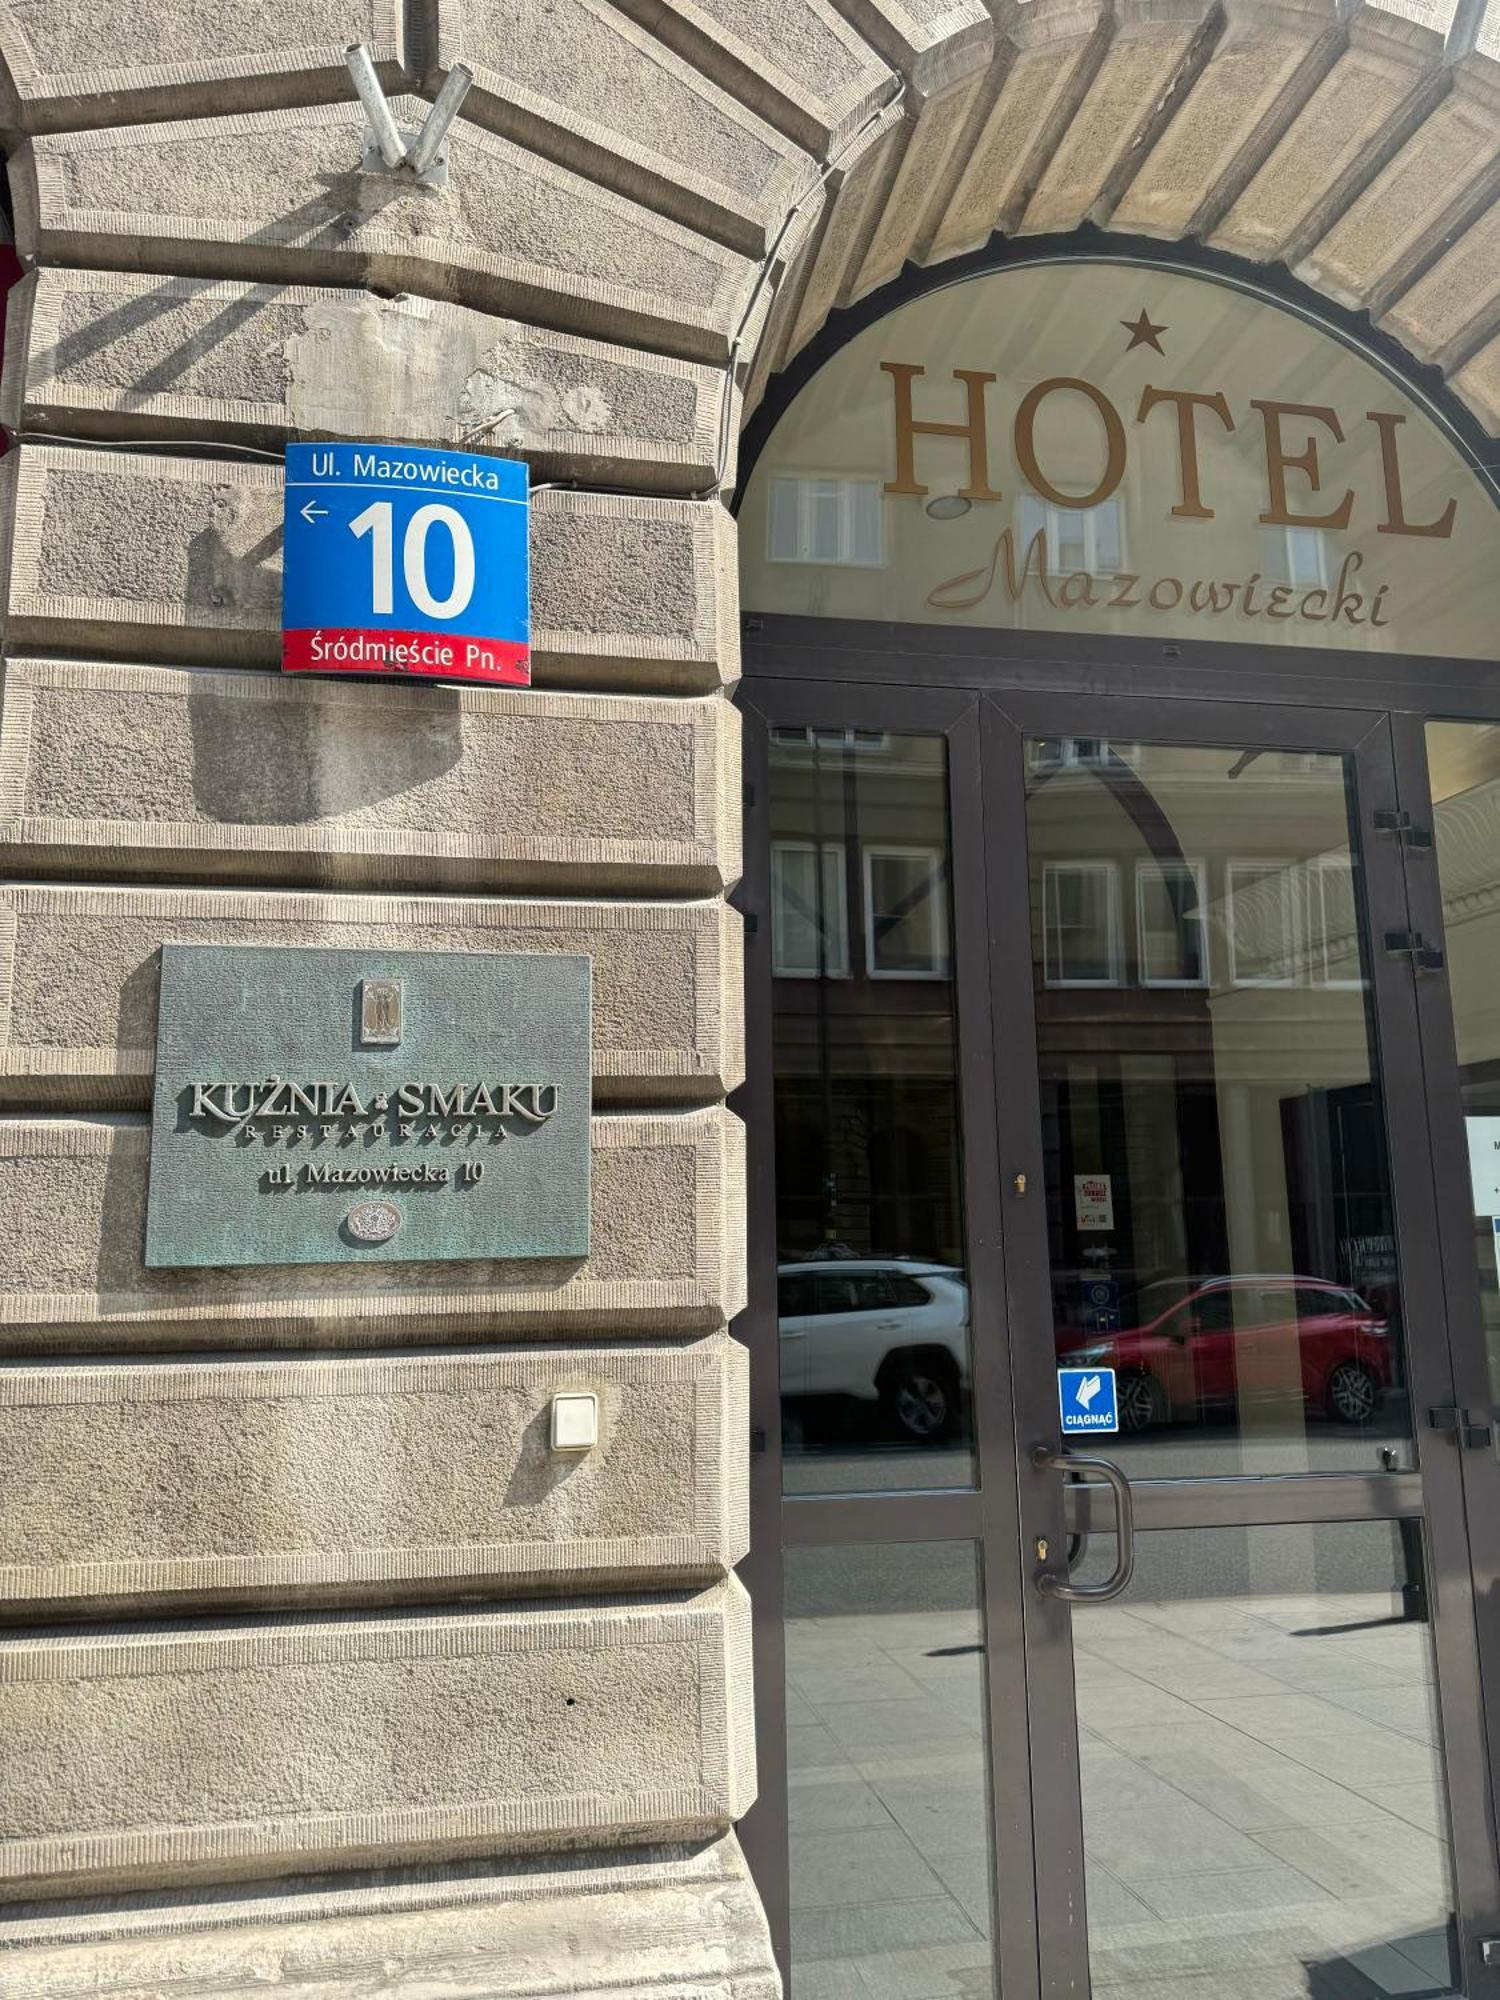 Ul. Mazowiecka
← 10
Śródmieście Pn.
HOTEL
Mazowiecki
KUŹNIA SMAKU
RESTAURACJA
ul. Mazowiecka 10
CIĄGNĄĆ